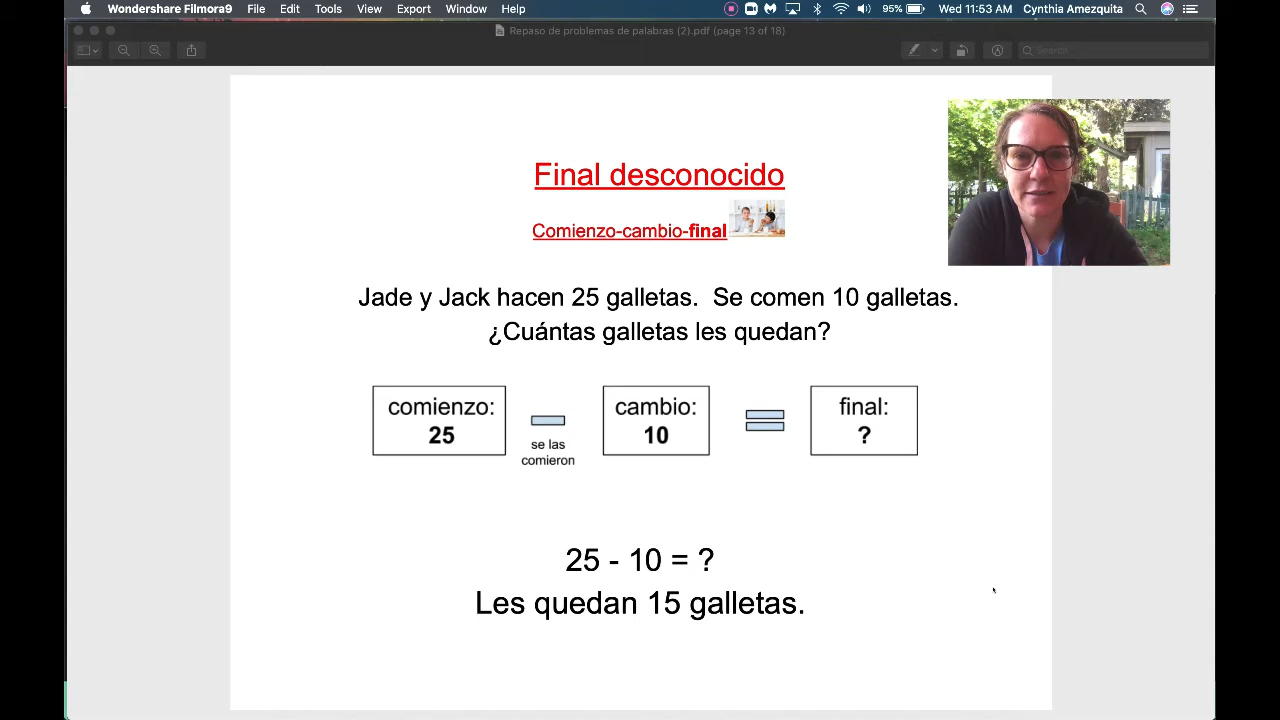 Wondershare Filmora9 File Edit Tools View Export Window Help 95% Wed 11:53 AM Cynthia Amezquita
Repaso de problemas de palabras (2).pdf (page 13 of 18)
Search
Final desconocido
Comienzo-cambio-final
Jade y Jack hacen 25 galletas. Se comen 10 galletas.
¿Cuántas galletas les quedan?
comienzo:
25
se las
comieron
cambio:
10
final:
?
25 - 10 = ?
Les quedan 15 galletas.